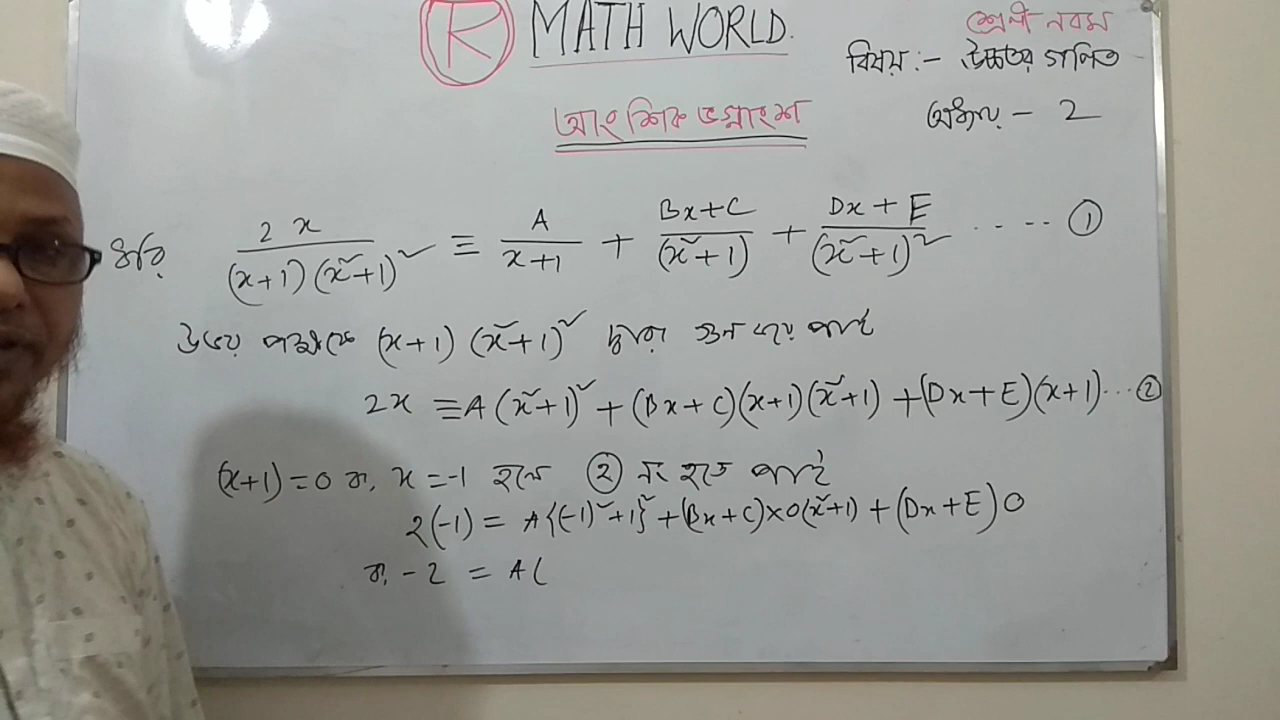 R MATH WORLD.
শ্রেণী নবম
বিষয়:- উচ্চতর গণিত
অধ্যায় - 2
আংশিক ভগ্নাংশ
ধরি, 2x/((x+1)(x²+1)²) ≡ A/(x+1) + (Bx+C)/(x²+1) + (Dx+E)/(x²+1)² ..... ①
উভয় পক্ষকে (x+1)(x²+1)² দ্বারা গুন করে পাই
2x ≡ A(x²+1)² + (Bx+C)(x+1)(x²+1) + (Dx+E)(x+1)...②
(x+1)=0 বা, x=-1 হলে ② নং হতে পাই
2(-1) = A{(-1)²+1}² + (Bx+C)×0(x²+1) + (Dx+E)0
বা, -2 = A(